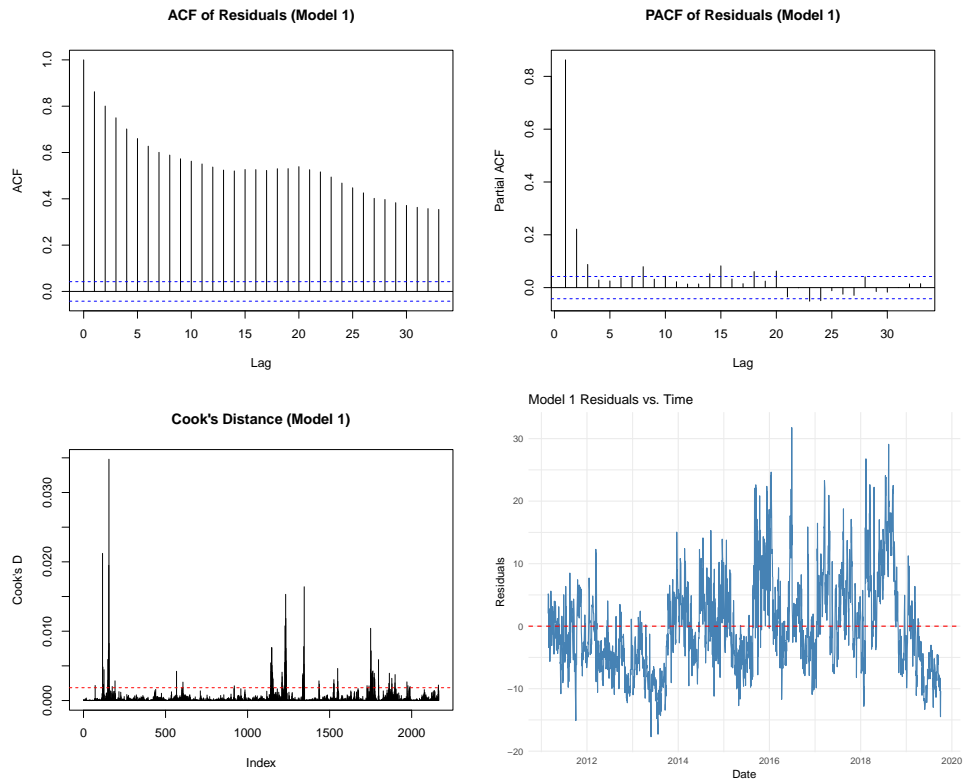 ACF of Residuals (Model 1)
1.0
0.8
0.6
0.4
0.2
0.0
ACF
0 5 10 15 20 25 30
Lag
PACF of Residuals (Model 1)
0.8
0.6
0.4
0.2
0.0
Partial ACF
0 5 10 15 20 25 30
Lag
Cook's Distance (Model 1)
0.030
0.020
0.010
0.000
Cook's D
0 500 1000 1500 2000
Index
Model 1 Residuals vs. Time
30
20
10
0
−10
−20
Residuals
2012 2014 2016 2018 2020
Date